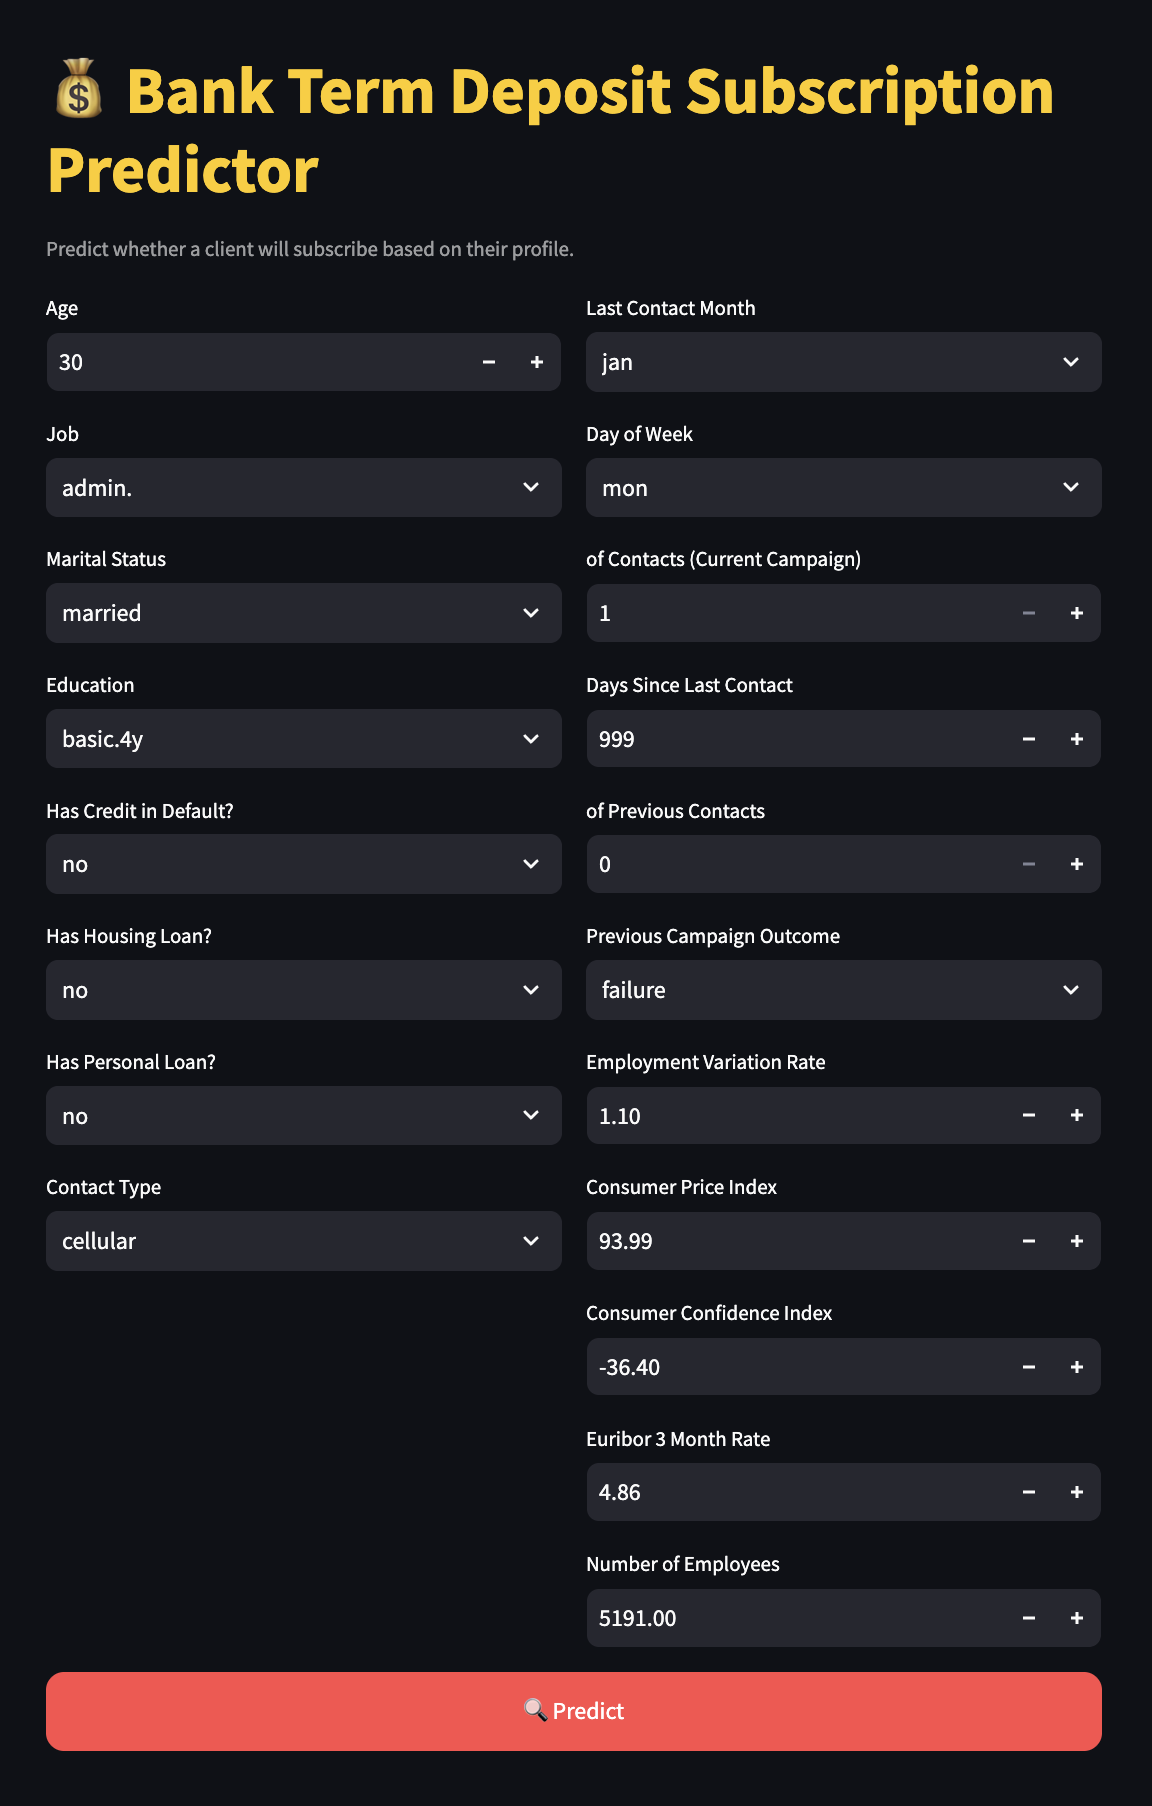 Bank Term Deposit Subscription
Predictor
Predict whether a client will subscribe based on their profile.
Age
30
Job
admin.
Marital Status
married
Education
basic.4y
Has Credit in Default?
no
Has Housing Loan?
no
Has Personal Loan?
no
Contact Type
cellular
Last Contact Month
jan
Day of Week
mon
of Contacts (Current Campaign)
1
Days Since Last Contact
999
of Previous Contacts
0
Previous Campaign Outcome
failure
Employment Variation Rate
1.10
Consumer Price Index
93.99
Consumer Confidence Index
-36.40
Euribor 3 Month Rate
4.86
Number of Employees
5191.00
Predict